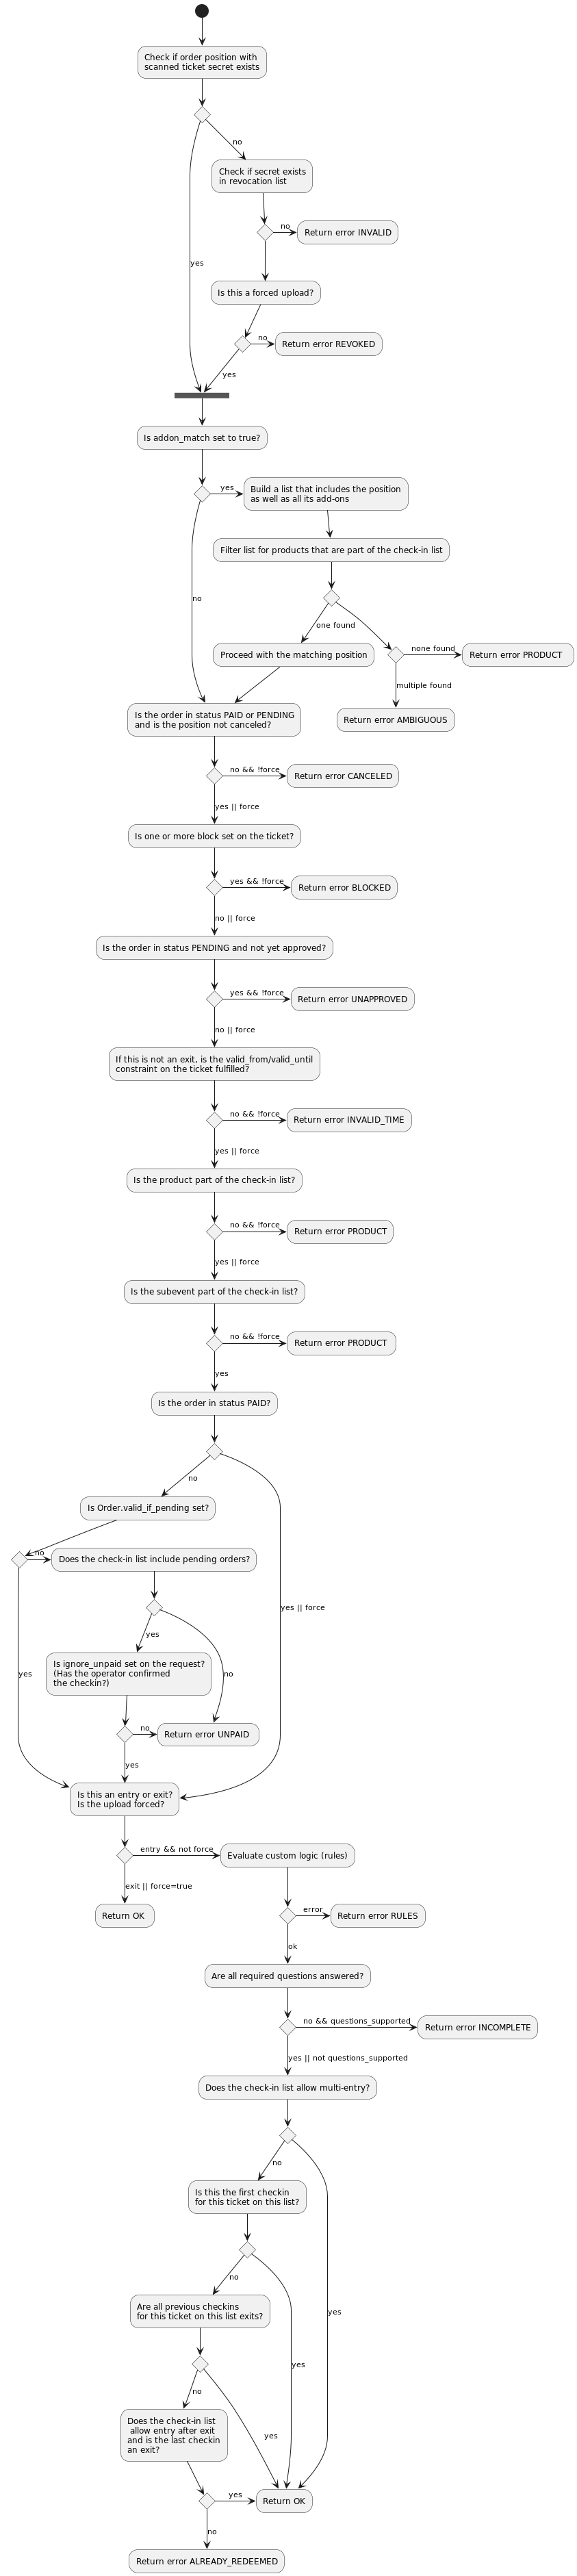 Check if order position with
scanned ticket secret exists
no
Check if secret exists
in revocation list
no
Return error INVALID
yes
Is this a forced upload?
no
Return error REVOKED
yes
Is addon_match set to true?
yes
Build a list that includes the position
as well as all its add-ons
Filter list for products that are part of the check-in list
no
one found
none found
Proceed with the matching position
Return error PRODUCT
multiple found
Is the order in status PAID or PENDING
and is the position not canceled?
Return error AMBIGUOUS
no && !force
Return error CANCELED
yes || force
Is one or more block set on the ticket?
yes && !force
Return error BLOCKED
no || force
Is the order in status PENDING and not yet approved?
yes && !force
Return error UNAPPROVED
no || force
If this is not an exit, is the valid_from/valid_until
constraint on the ticket fulfilled?
no && !force
Return error INVALID_TIME
yes || force
Is the product part of the check-in list?
no && !force
Return error PRODUCT
yes || force
Is the subevent part of the check-in list?
no && !force
Return error PRODUCT
yes
Is the order in status PAID?
no
Is Order.valid_if_pending set?
no
Does the check-in list include pending orders?
yes || force
yes
Is ignore_unpaid set on the request?
(Has the operator confirmed
the checkin?)
yes
no
no
Return error UNPAID
yes
Is this an entry or exit?
Is the upload forced?
entry && not force
Evaluate custom logic (rules)
exit || force=true
Return OK
error
Return error RULES
ok
Are all required questions answered?
no && questions_supported
Return error INCOMPLETE
yes || not questions_supported
Does the check-in list allow multi-entry?
no
Is this the first checkin
for this ticket on this list?
no
Are all previous checkins
for this ticket on this list exits?
yes
yes
no
Does the check-in list
allow entry after exit
and is the last checkin
an exit?
yes
yes
Return OK
no
Return error ALREADY_REDEEMED